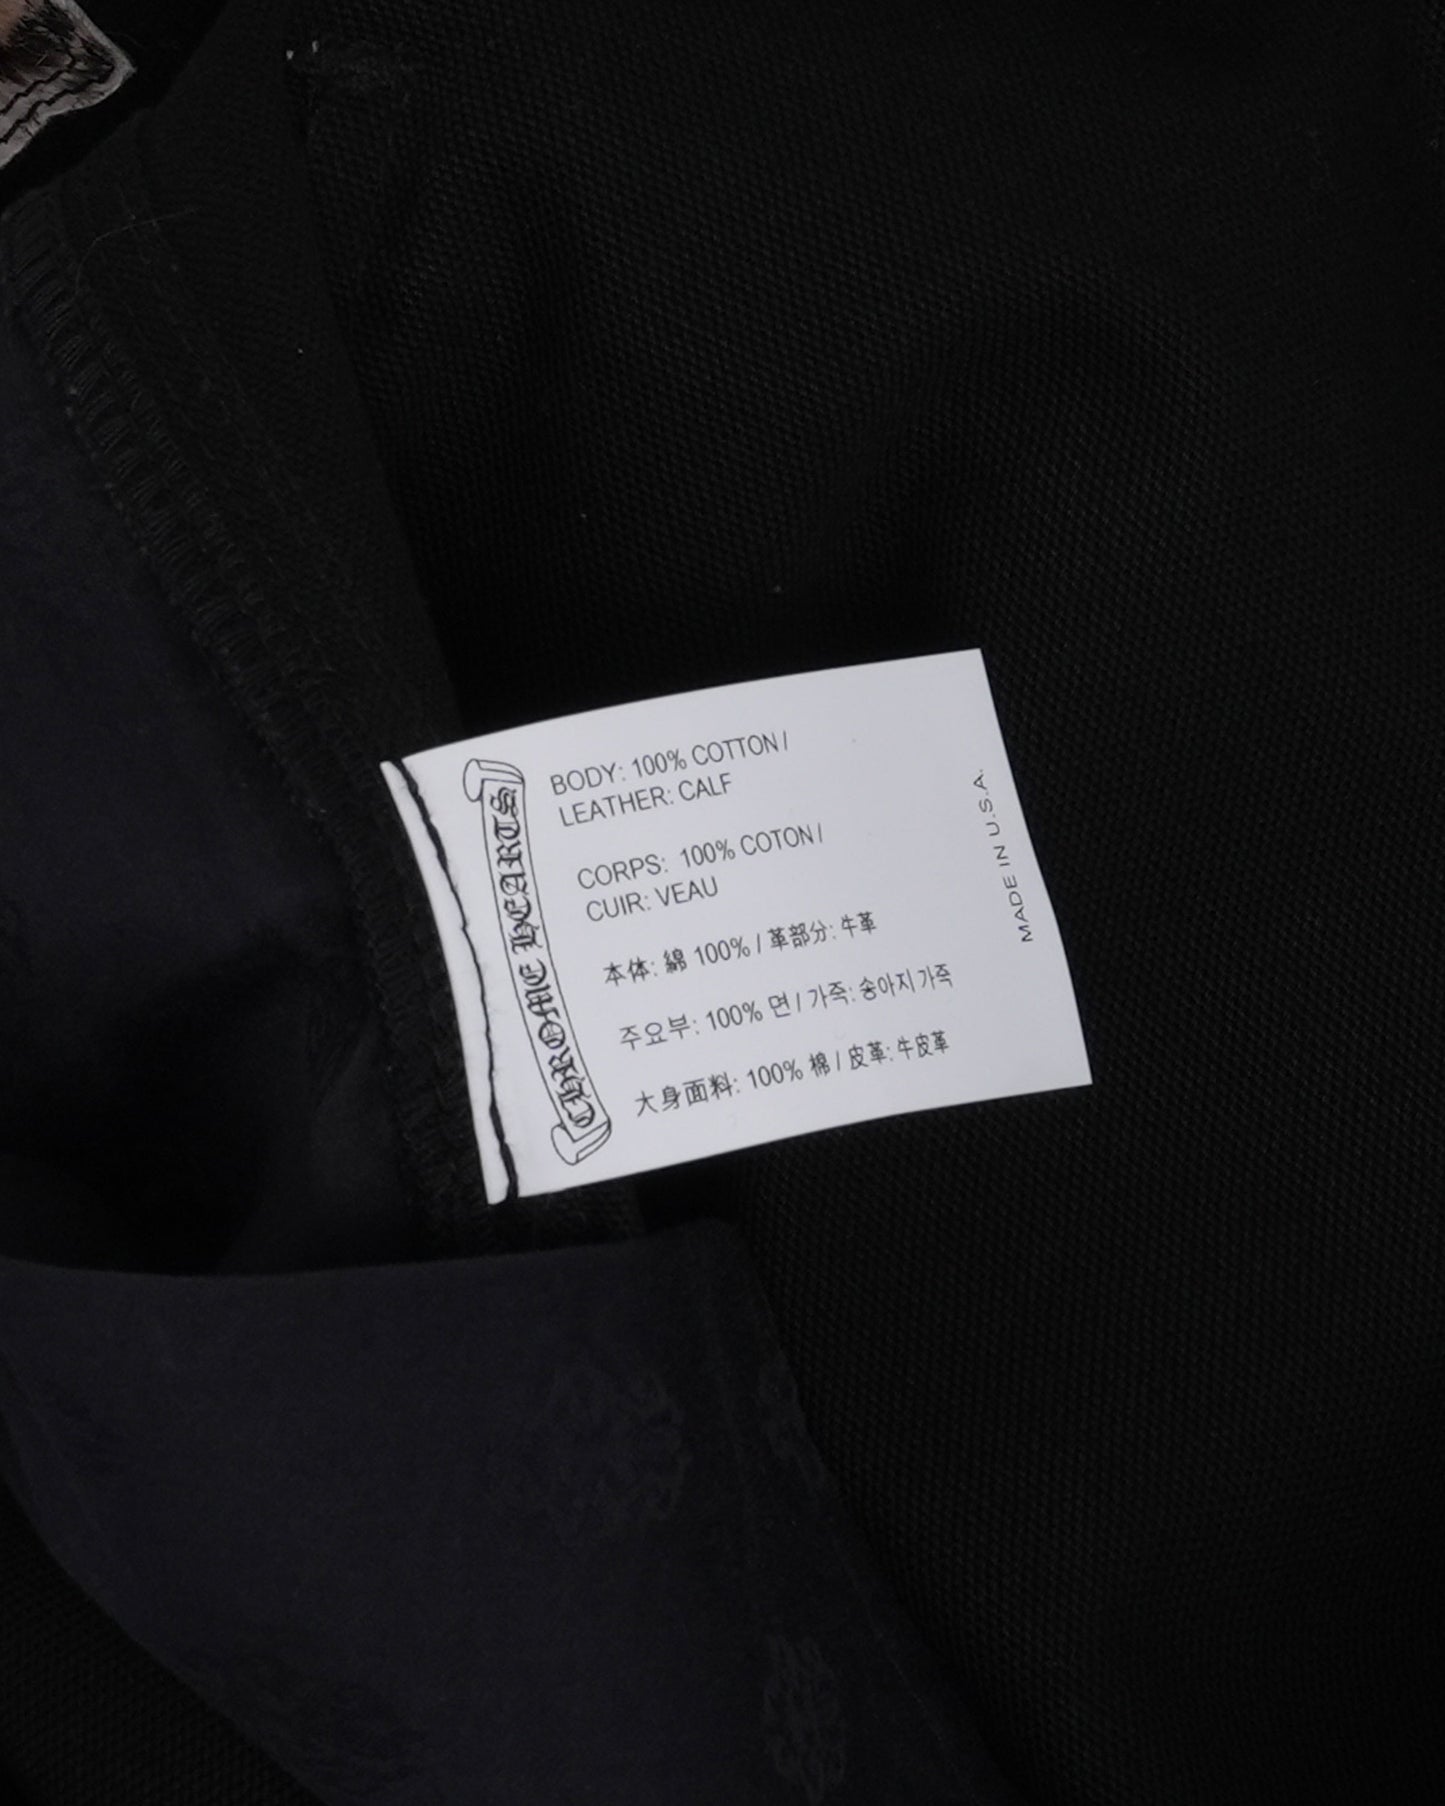 CHROME HEARTS
BODY: 100% COTTON /
LEATHER: CALF
CORPS: 100% COTON /
CUIR: VEAU
本体: 綿 100% / 革部分: 牛革
주요부: 100% 면 / 가죽: 송아지 가죽
大身面料: 100% 棉 / 皮革: 牛皮革
MADE IN U.S.A.